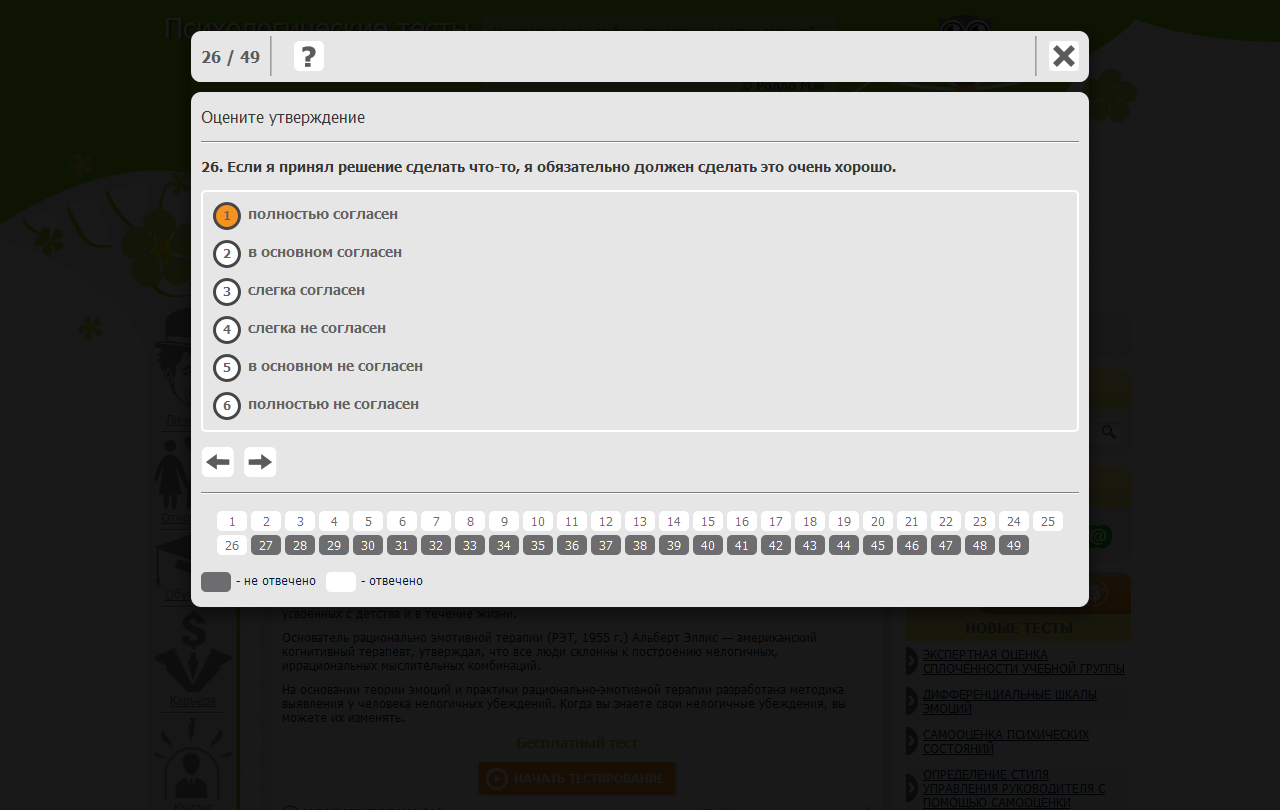 Психологические тесты
26 / 49
?
© Ролло Мэй
Оцените утверждение
26. Если я принял решение сделать что-то, я обязательно должен сделать это очень хорошо.
1 полностью согласен
2 в основном согласен
3 слегка согласен
4 слегка не согласен
5 в основном не согласен
6 полностью не согласен
1 2 3 4 5 6 7 8 9 10 11 12 13 14 15 16 17 18 19 20 21 22 23 24 25
26 27 28 29 30 31 32 33 34 35 36 37 38 39 40 41 42 43 44 45 46 47 48 49
- не отвечено - отвечено
усвоенных с детства и в течение жизни.
Основатель рационально эмотивной терапии (РЭТ, 1955 г.) Альберт Эллис — американский
когнитивный терапевт, утверждал, что все люди склонны к построению нелогичных,
иррациональных мыслительных комбинаций.
На основании теории эмоций и практики рационально-эмотивной терапии разработана методика
выявления у человека нелогичных убеждений. Когда вы знаете свои нелогичные убеждения, вы
можете их изменять.
Бесплатный тест
НАЧАТЬ ТЕСТИРОВАНИЕ
Карьера
@
НОВЫЕ ТЕСТЫ
ЭКСПЕРТНАЯ ОЦЕНКА
СПЛОЧЕННОСТИ УЧЕБНОЙ ГРУППЫ
ДИФФЕРЕНЦИАЛЬНЫЕ ШКАЛЫ
ЭМОЦИЙ
САМООЦЕНКА ПСИХИЧЕСКИХ
СОСТОЯНИЙ
ОПРЕДЕЛЕНИЕ СТИЛЯ
УПРАВЛЕНИЯ РУКОВОДИТЕЛЯ С
ПОМОЩЬЮ САМООЦЕНКИ